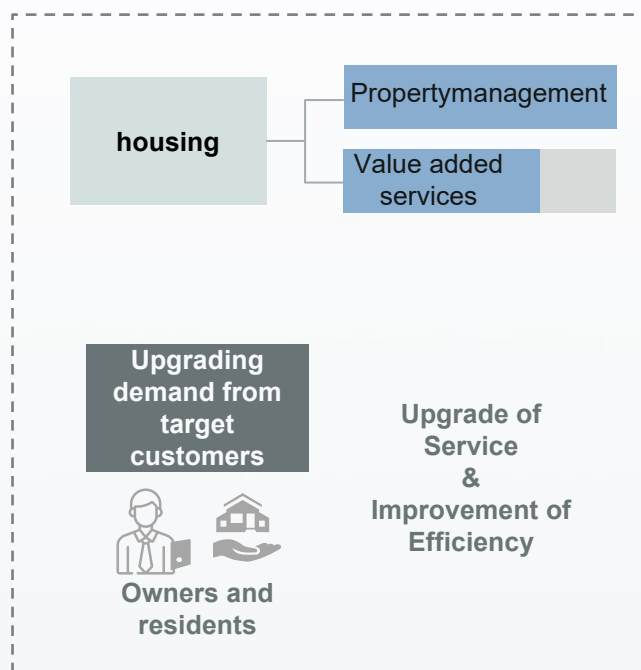 housing
Propertymanagement
Value added
services
Upgrading
demand from
target
customers
Owners and
residents
Upgrade of
Service
&
Improvement of
Efficiency